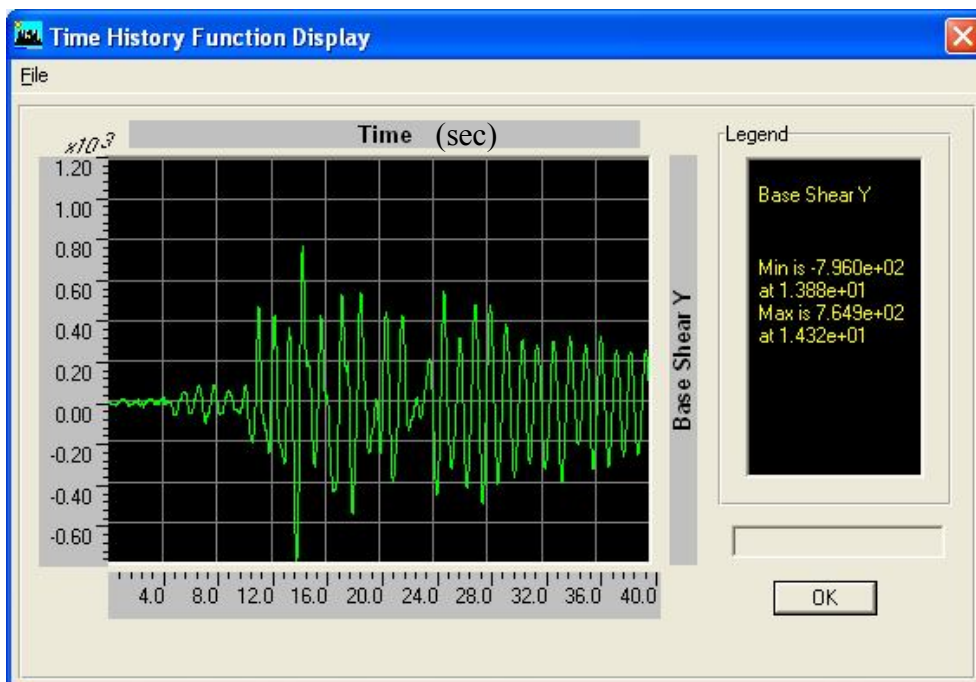 Time History Function Display
File
x10 3
Time (sec)
1.20
1.00
0.80
0.60
0.40
0.20
0.00
-0.20
-0.40
-0.60
4.0 8.0 12.0 16.0 20.0 24.0 28.0 32.0 36.0 40.0
Base Shear Y
Legend
Base Shear Y
Min is -7.960e+02
at 1.388e+01
Max is 7.649e+02
at 1.432e+01
OK